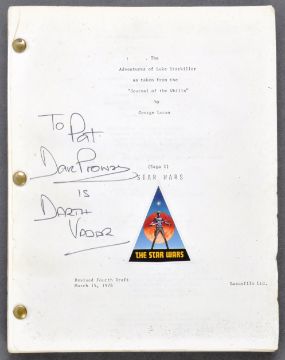 The
Adventures of Luke Starkiller
as taken from the
"Journal of the Whills"
by
George Lucas
To Pat
Dave Prowse
is
Darth
Vader
(Saga I)
STAR WARS
THE STAR WARS
Revised Fourth Draft
March 15, 1976
Lucasfilm Ltd.